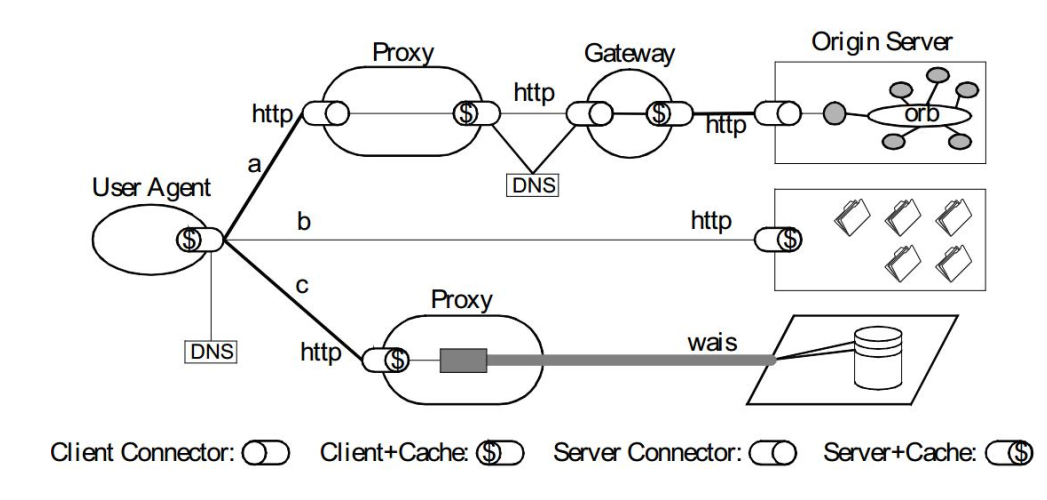 Proxy
Gateway
Origin Server
http
$
http
$
http
orb
a
DNS
User Agent
$
b
http
$
c
Proxy
DNS
http
$
wais
Client Connector:
Client+Cache: $
Server Connector:
Server+Cache: $